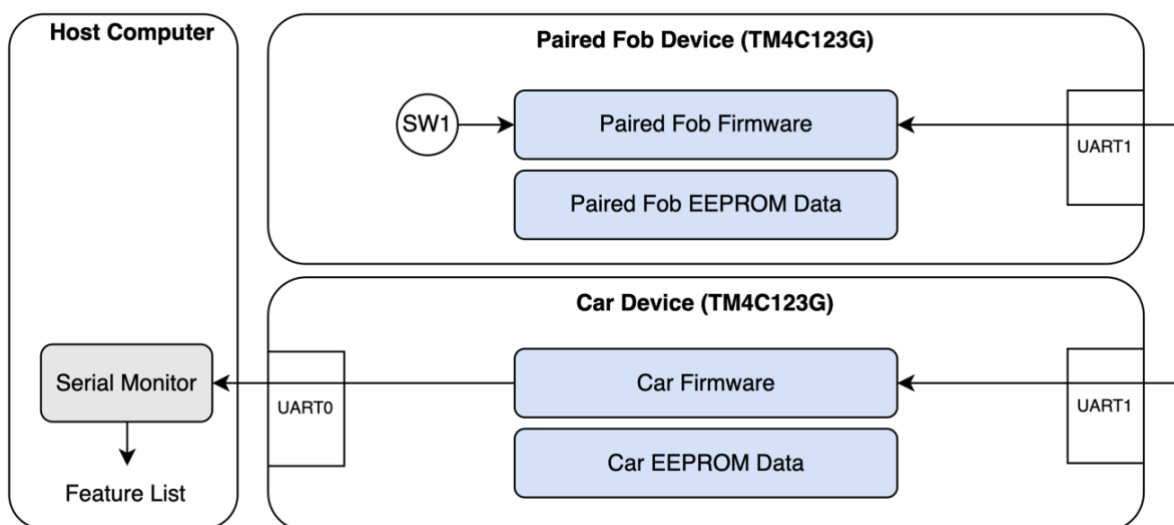 Host Computer
Paired Fob Device (TM4C123G)
SW1
Paired Fob Firmware
UART1
Paired Fob EEPROM Data
Car Device (TM4C123G)
Serial Monitor
UART0
Car Firmware
UART1
Car EEPROM Data
Feature List